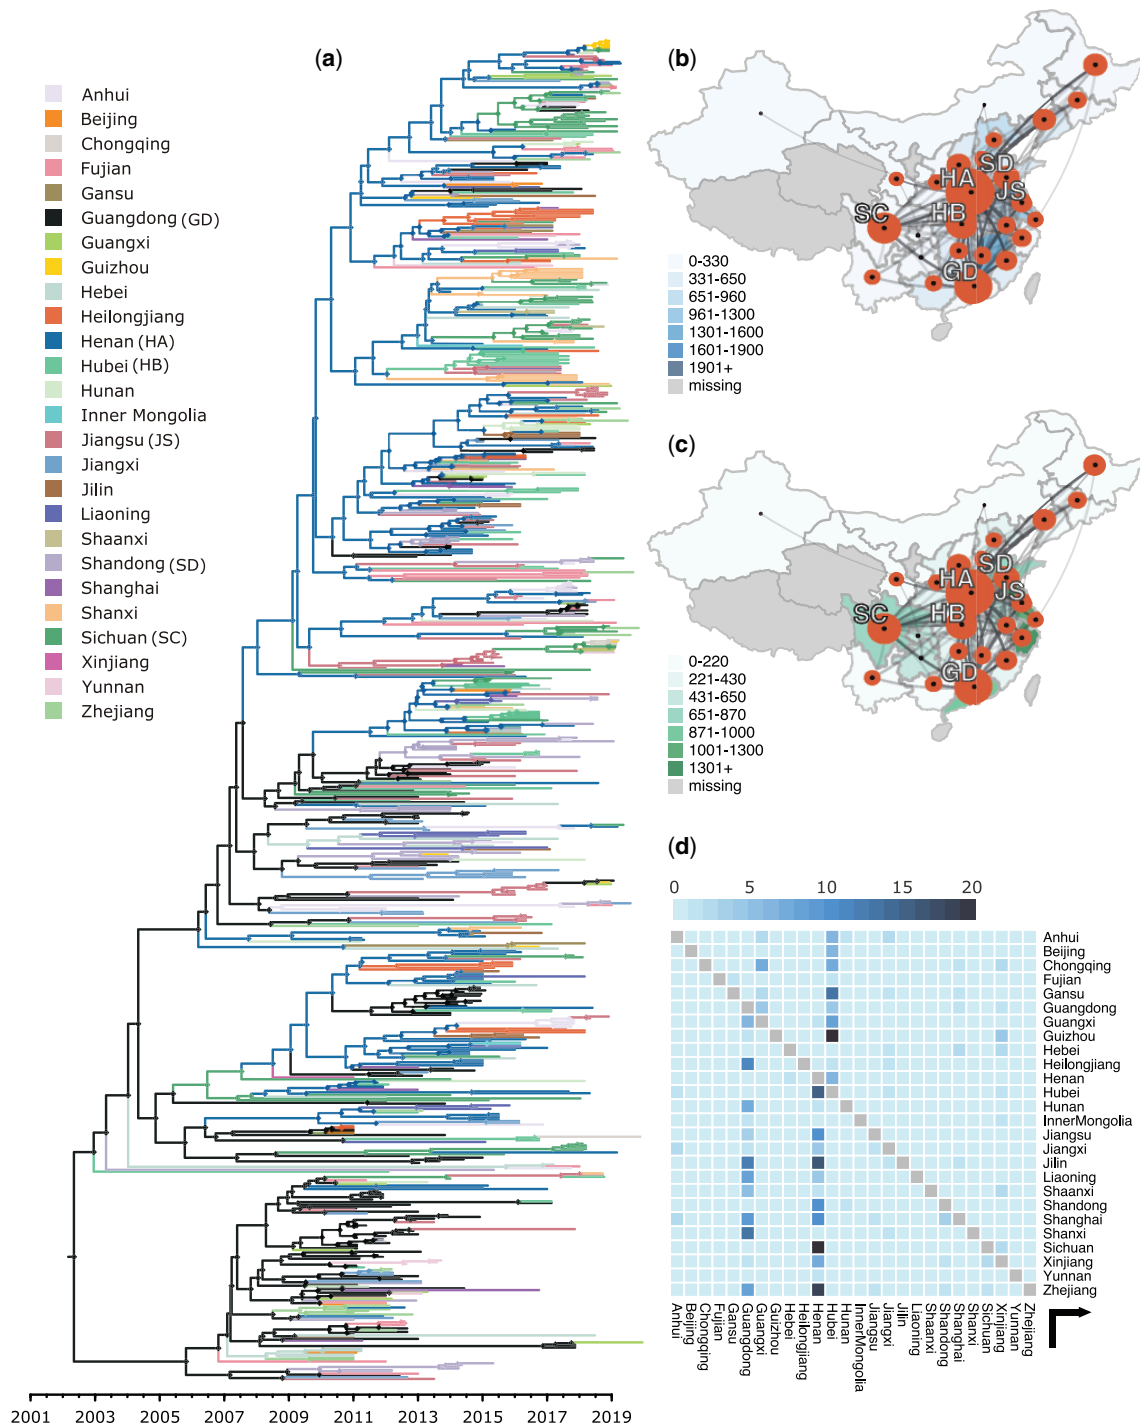 (a)
Anhui
Beijing
Chongqing
Fujian
Gansu
Guangdong (GD)
Guangxi
Guizhou
Hebei
Heilongjiang
Henan (HA)
Hubei (HB)
Hunan
Inner Mongolia
Jiangsu (JS)
Jiangxi
Jilin
Liaoning
Shaanxi
Shandong (SD)
Shanghai
Shanxi
Sichuan (SC)
Xinjiang
Yunnan
Zhejiang
2001 2003 2005 2007 2009 2011 2013 2015 2017 2019
(b)
SD
HA
JS
SC
HB
GD
0-330
331-650
651-960
961-1300
1301-1600
1601-1900
1901+
missing
(c)
SD
HA
JS
SC
HB
GD
0-220
221-430
431-650
651-870
871-1000
1001-1300
1301+
missing
(d)
0 5 10 15 20
Anhui
Beijing
Chongqing
Fujian
Gansu
Guangdong
Guangxi
Guizhou
Hebei
Heilongjiang
Henan
Hubei
Hunan
InnerMongolia
Jiangsu
Jiangxi
Jilin
Liaoning
Shaanxi
Shandong
Shanghai
Shanxi
Sichuan
Xinjiang
Yunnan
Zhejiang
Anhui
Beijing
Chongqing
Fujian
Gansu
Guangdong
Guangxi
Guizhou
Hebei
Heilongjiang
Henan
Hubei
Hunan
InnerMongolia
Jiangsu
Jiangxi
Jilin
Liaoning
Shaanxi
Shandong
Shanghai
Shanxi
Sichuan
Xinjiang
Yunnan
Zhejiang